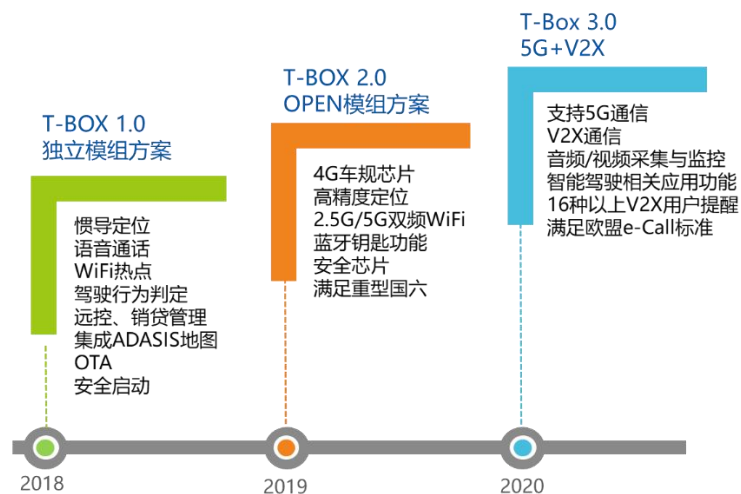 T-BOX 1.0
独立模组方案
惯导定位
语音通话
WiFi热点
驾驶行为判定
远控、销贷管理
集成ADASIS地图
OTA
安全启动
2018
T-BOX 2.0
OPEN模组方案
4G车规芯片
高精度定位
2.5G/5G双频WiFi
蓝牙钥匙功能
安全芯片
满足重型国六
2019
T-Box 3.0
5G+V2X
支持5G通信
V2X通信
音频/视频采集与监控
智能驾驶相关应用功能
16种以上V2X用户提醒
满足欧盟e-Call标准
2020